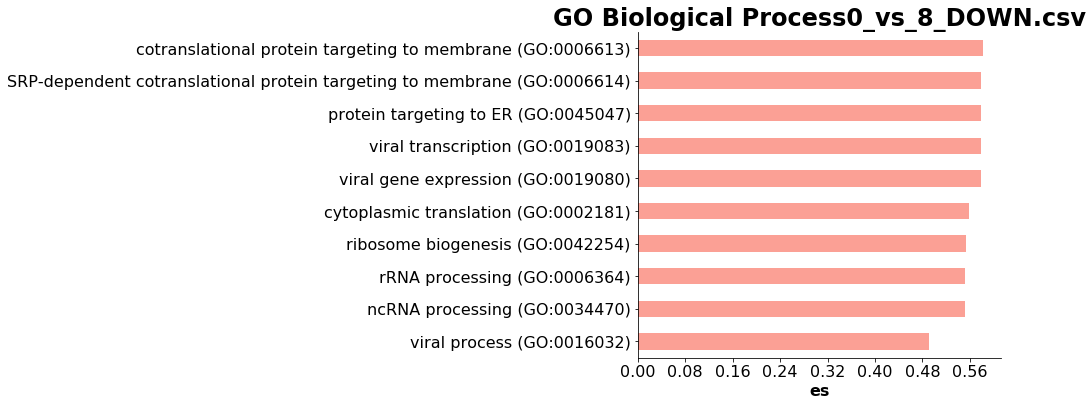 GO Biological Process0_vs_8_DOWN.csv
cotranslational protein targeting to membrane (GO:0006613)
SRP-dependent cotranslational protein targeting to membrane (GO:0006614)
protein targeting to ER (GO:0045047)
viral transcription (GO:0019083)
viral gene expression (GO:0019080)
cytoplasmic translation (GO:0002181)
ribosome biogenesis (GO:0042254)
rRNA processing (GO:0006364)
ncRNA processing (GO:0034470)
viral process (GO:0016032)
0.00 0.08 0.16 0.24 0.32 0.40 0.48 0.56
es